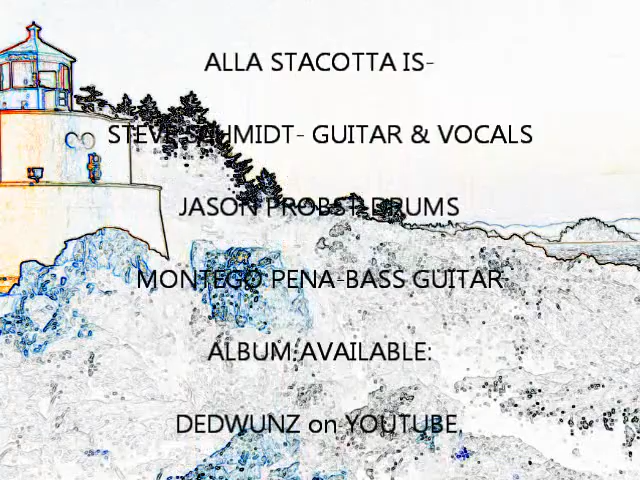 ALLA STACOTTA IS-
STEVE SCHMIDT- GUITAR & VOCALS
JASON PROBST-DRUMS
MONTEGO PENA-BASS GUITAR
ALBUM AVAILABLE:
DEDWUNZ on YOUTUBE.